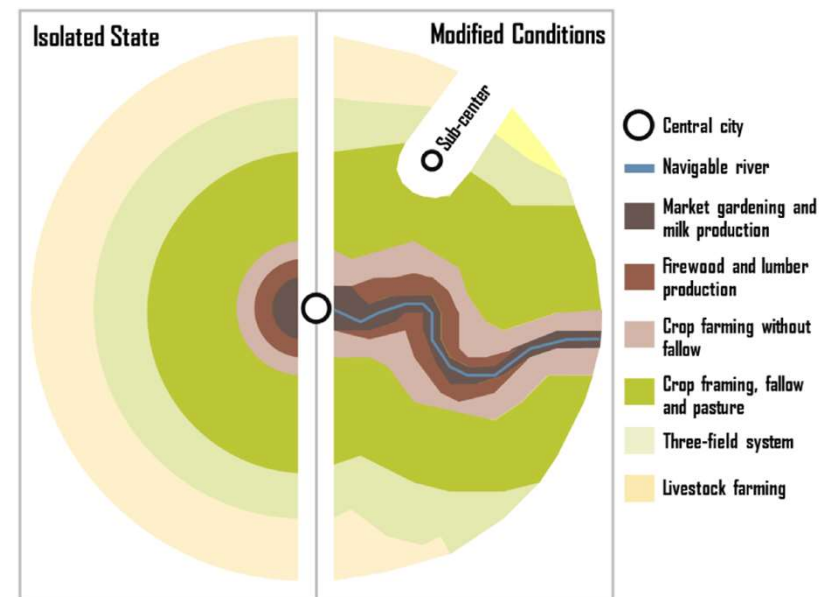 Isolated State
Modified Conditions
Sub-center
Central city
Navigable river
Market gardening and
milk production
Firewood and lumber
production
Crop farming without
fallow
Crop framing, fallow
and pasture
Three-field system
Livestock farming